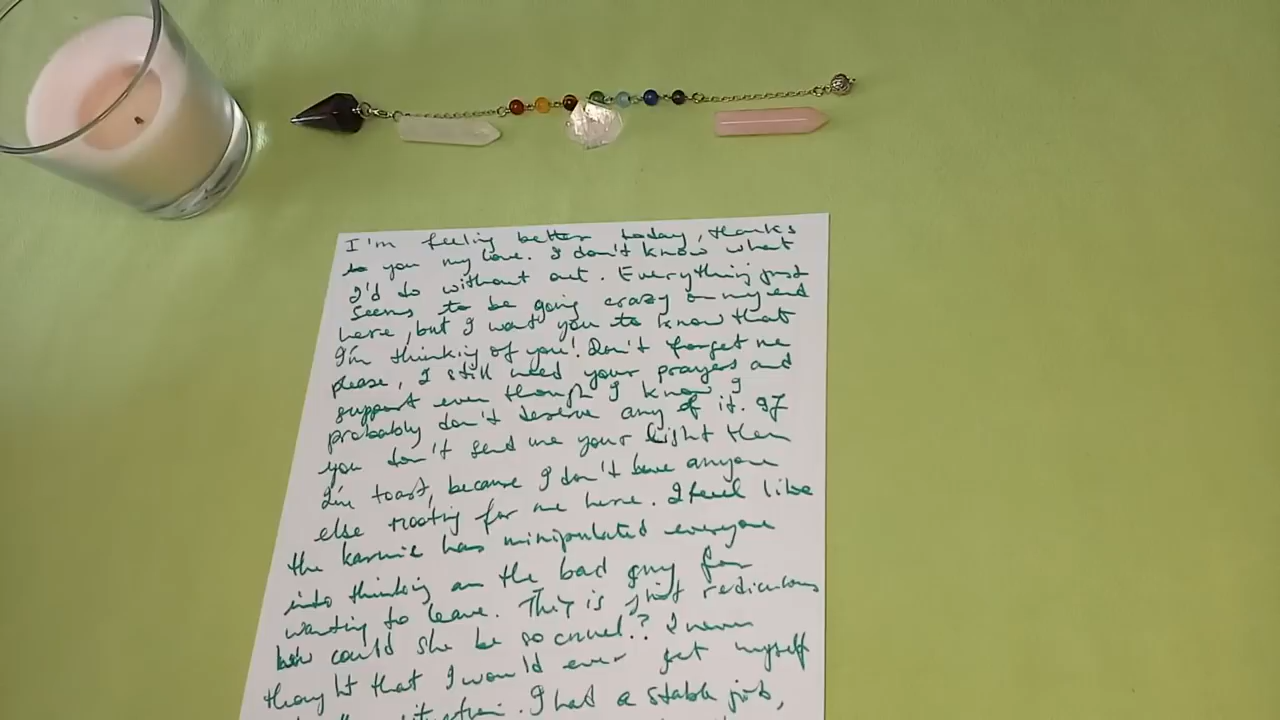 I'm feeling better today, thanks
to you my love. I don't know what
I'd do without out. Everything just
seems to be going crazy on my end
here, but I want you to know that
I'm thinking of you! Don't forget me
please, I still need your prayers and
support even though I know I
probably don't deserve any of it. If
you don't send me your light then
I'm toast, because I don't have anyone
else rooting for me here. I feel like
the karmic has manipulated everyone
into thinking am the bad guy for
wanting to leave. This is just rediculous
how could she be so cruel..? I never
thought that I would ever get myself
situation. I had a stable job,